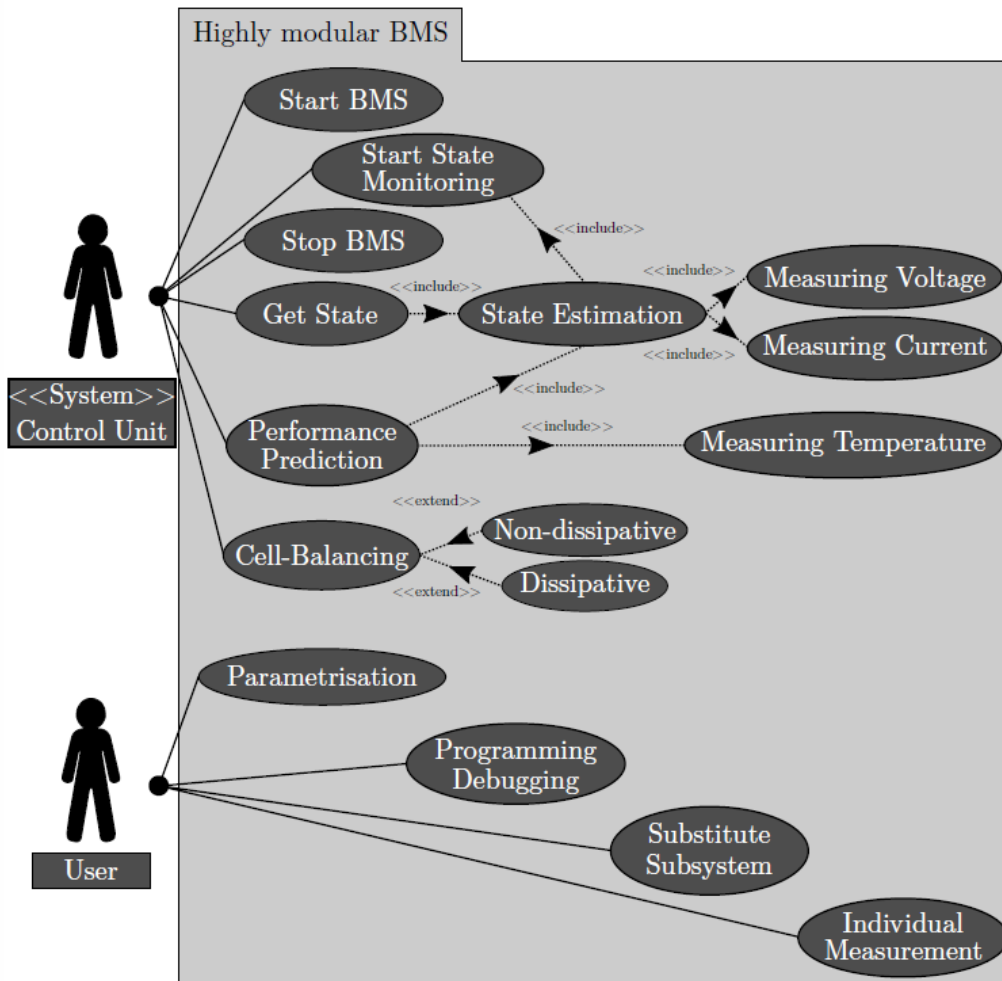 Highly modular BMS
Start BMS
Start State
Monitoring
Stop BMS
<<include>>
<<include>>
Measuring Voltage
Get State
<<include>>
State Estimation
<<include>>
Measuring Current
<<System>>
Control Unit
<<include>>
Performance
Prediction
<<include>>
Measuring Temperature
<<extend>>
Non-dissipative
Cell-Balancing
<<extend>>
Dissipative
Parametrisation
Programming
Debugging
Substitute
Subsystem
User
Individual
Measurement